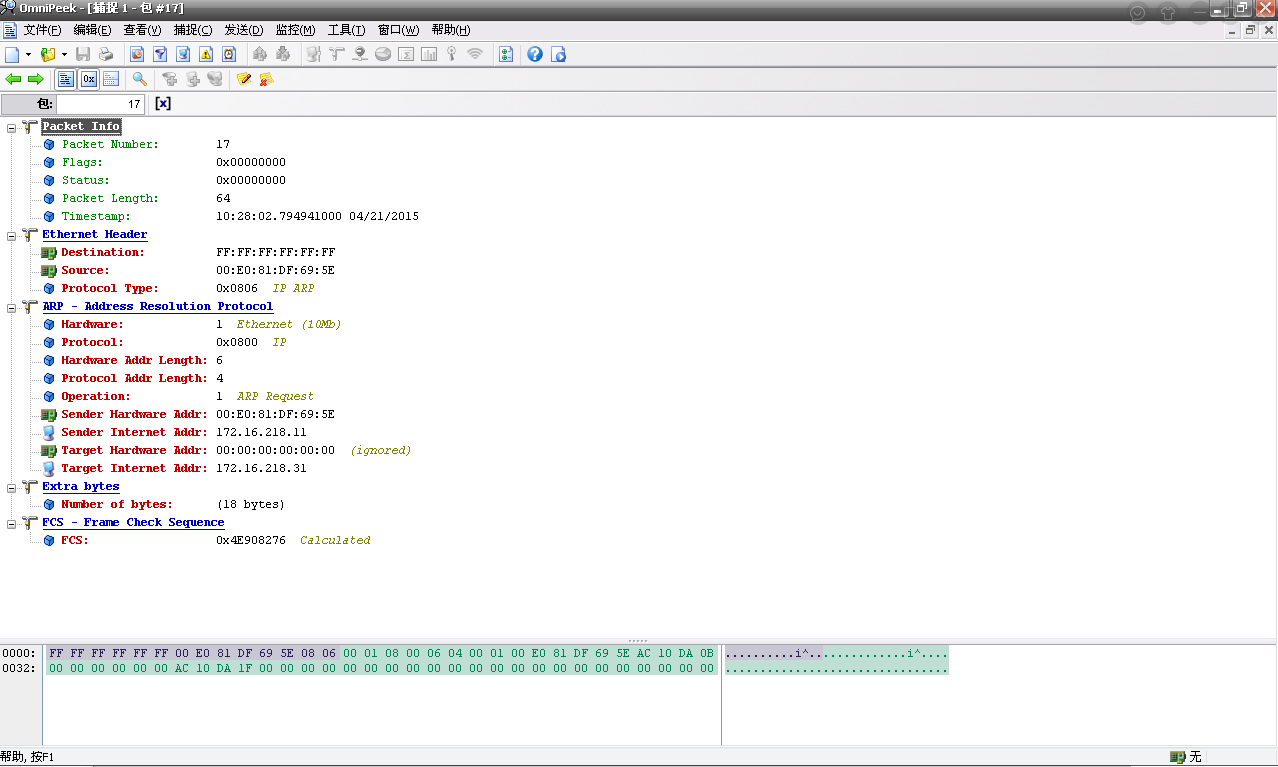 OmniPeek - [捕捉 1 - 包 #17]
文件(F) 编辑(E) 查看(V) 捕捉(C) 发送(D) 监控(M) 工具(T) 窗口(W) 帮助(H)
包: 17 [x]
Packet Info
Packet Number: 17
Flags: 0x00000000
Status: 0x00000000
Packet Length: 64
Timestamp: 10:28:02.794941000 04/21/2015
Ethernet Header
Destination: FF:FF:FF:FF:FF:FF
Source: 00:E0:81:DF:69:5E
Protocol Type: 0x0806 IP ARP
ARP - Address Resolution Protocol
Hardware: 1 Ethernet (10Mb)
Protocol: 0x0800 IP
Hardware Addr Length: 6
Protocol Addr Length: 4
Operation: 1 ARP Request
Sender Hardware Addr: 00:E0:81:DF:69:5E
Sender Internet Addr: 172.16.218.11
Target Hardware Addr: 00:00:00:00:00:00 (ignored)
Target Internet Addr: 172.16.218.31
Extra bytes
Number of bytes: (18 bytes)
FCS - Frame Check Sequence
FCS: 0x4E908276 Calculated
0000: FF FF FF FF FF FF 00 E0 81 DF 69 5E 08 06 00 01 08 00 06 04 00 01 00 E0 81 DF 69 5E AC 10 DA 0B ..........i^..............i^....
0032: 00 00 00 00 00 00 AC 10 DA 1F 00 00 00 00 00 00 00 00 00 00 00 00 00 00 00 00 00 00 00 00 00 00 ................................
帮助, 按F1 无